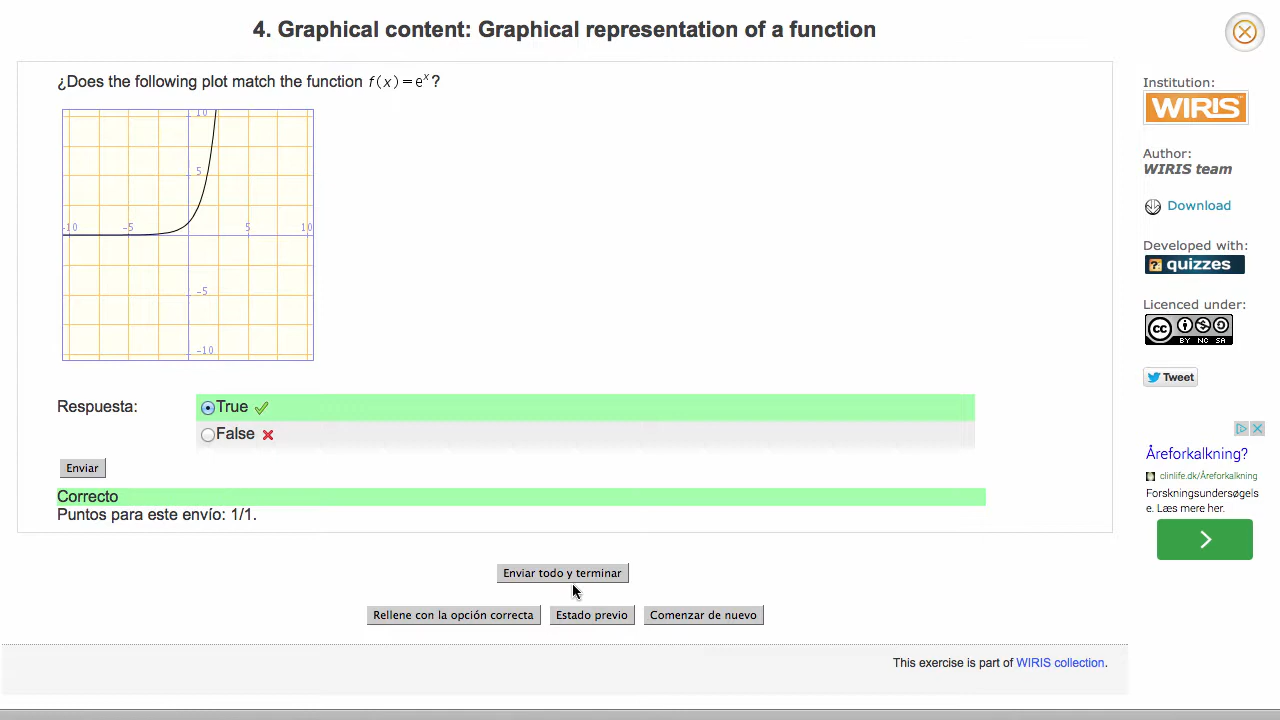 4. Graphical content: Graphical representation of a function
¿Does the following plot match the function f(x)=eˣ?
10
5
-10
-5
5
10
-5
-10
Respuesta:
True
False
Enviar
Correcto
Puntos para este envío: 1/1.
Enviar todo y terminar
Rellene con la opción correcta
Estado previo
Comenzar de nuevo
This exercise is part of WIRIS collection.
Institution:
WIRIS™
Author:
WIRIS team
Download
Developed with:
? quizzes
Licenced under:
cc
BY NC SA
Tweet
Åreforkalkning?
clinlife.dk/Åreforkalkning
Forskningsundersøgels
e. Læs mere her.